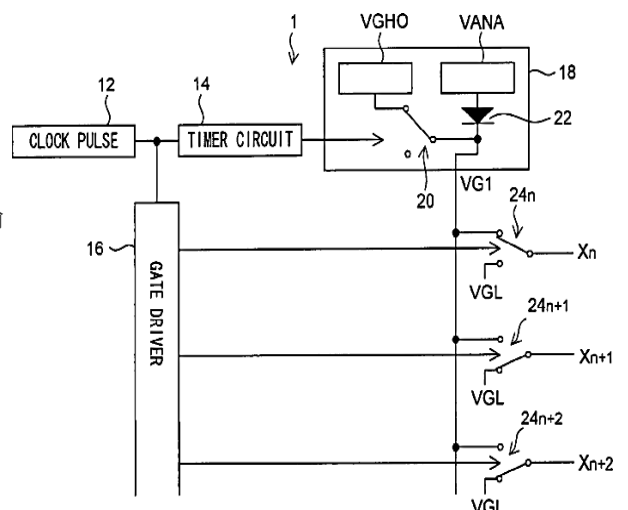 1
VGHO
VANA
18
12
14
CLOCK PULSE
TIMER CIRCUIT
22
20
VG1
24n
16
GATE DRIVER
Xn
VGL
24n+1
Xn+1
VGL
24n+2
Xn+2
VGL